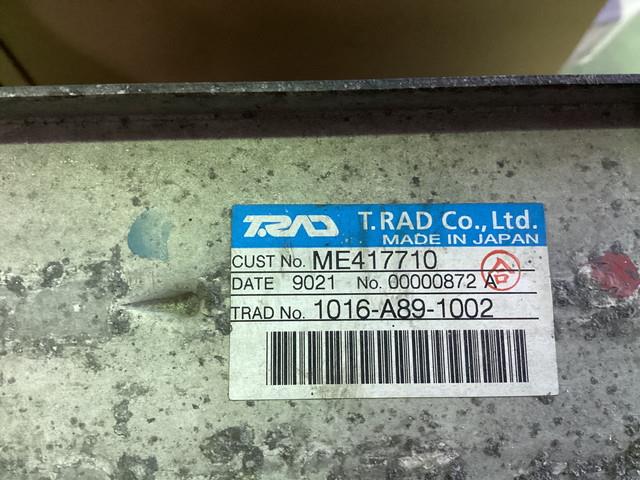 TRAD T.RAD Co., Ltd.
MADE IN JAPAN
CUST No. ME417710
DATE 9021 No. 00000872 A
合
TRAD No. 1016-A89-1002